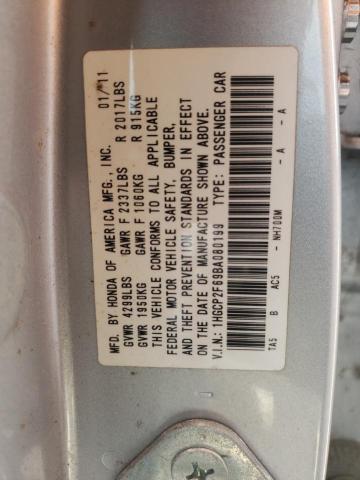 MFD. BY HONDA OF AMERICA MFG., INC. 01/11
GVWR 4299LBS GAWR F 2337LBS R 2017LBS
GVWR 1950KG GAWR F 1060KG R 915KG
THIS VEHICLE CONFORMS TO ALL APPLICABLE
FEDERAL MOTOR VEHICLE SAFETY, BUMPER,
AND THEFT PREVENTION STANDARDS IN EFFECT
ON THE DATE OF MANUFACTURE SHOWN ABOVE.
V.I.N.: 1HGCP2F69BA080199 TYPE: PASSENGER CAR
TA5 B AC5 - NH700M - A - A